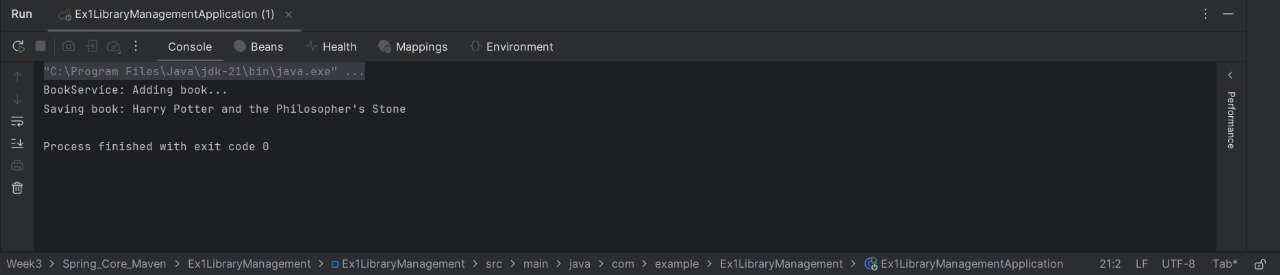 Run Ex1LibraryManagementApplication (1)
Console Beans Health Mappings Environment
"C:\Program Files\Java\jdk-21\bin\java.exe" ...
BookService: Adding book...
Saving book: Harry Potter and the Philosopher's Stone
Process finished with exit code 0
Performance
Week3 > Spring_Core_Maven > Ex1LibraryManagement > Ex1LibraryManagement > src > main > java > com > example > Ex1LibraryManagement > Ex1LibraryManagementApplication 21:2 LF UTF-8 Tab*